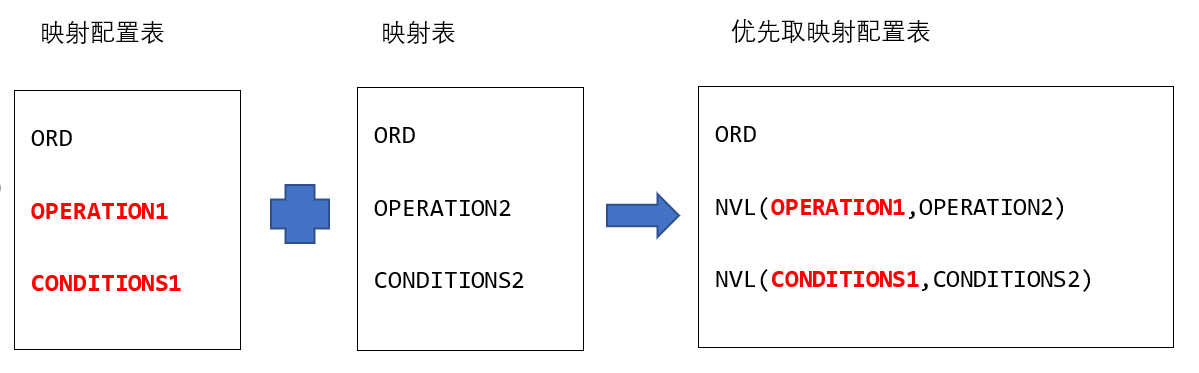 映射配置表
映射表
优先取映射配置表
ORD
OPERATION1
CONDITIONS1
ORD
OPERATION2
CONDITIONS2
ORD
NVL(OPERATION1,OPERATION2)
NVL(CONDITIONS1,CONDITIONS2)